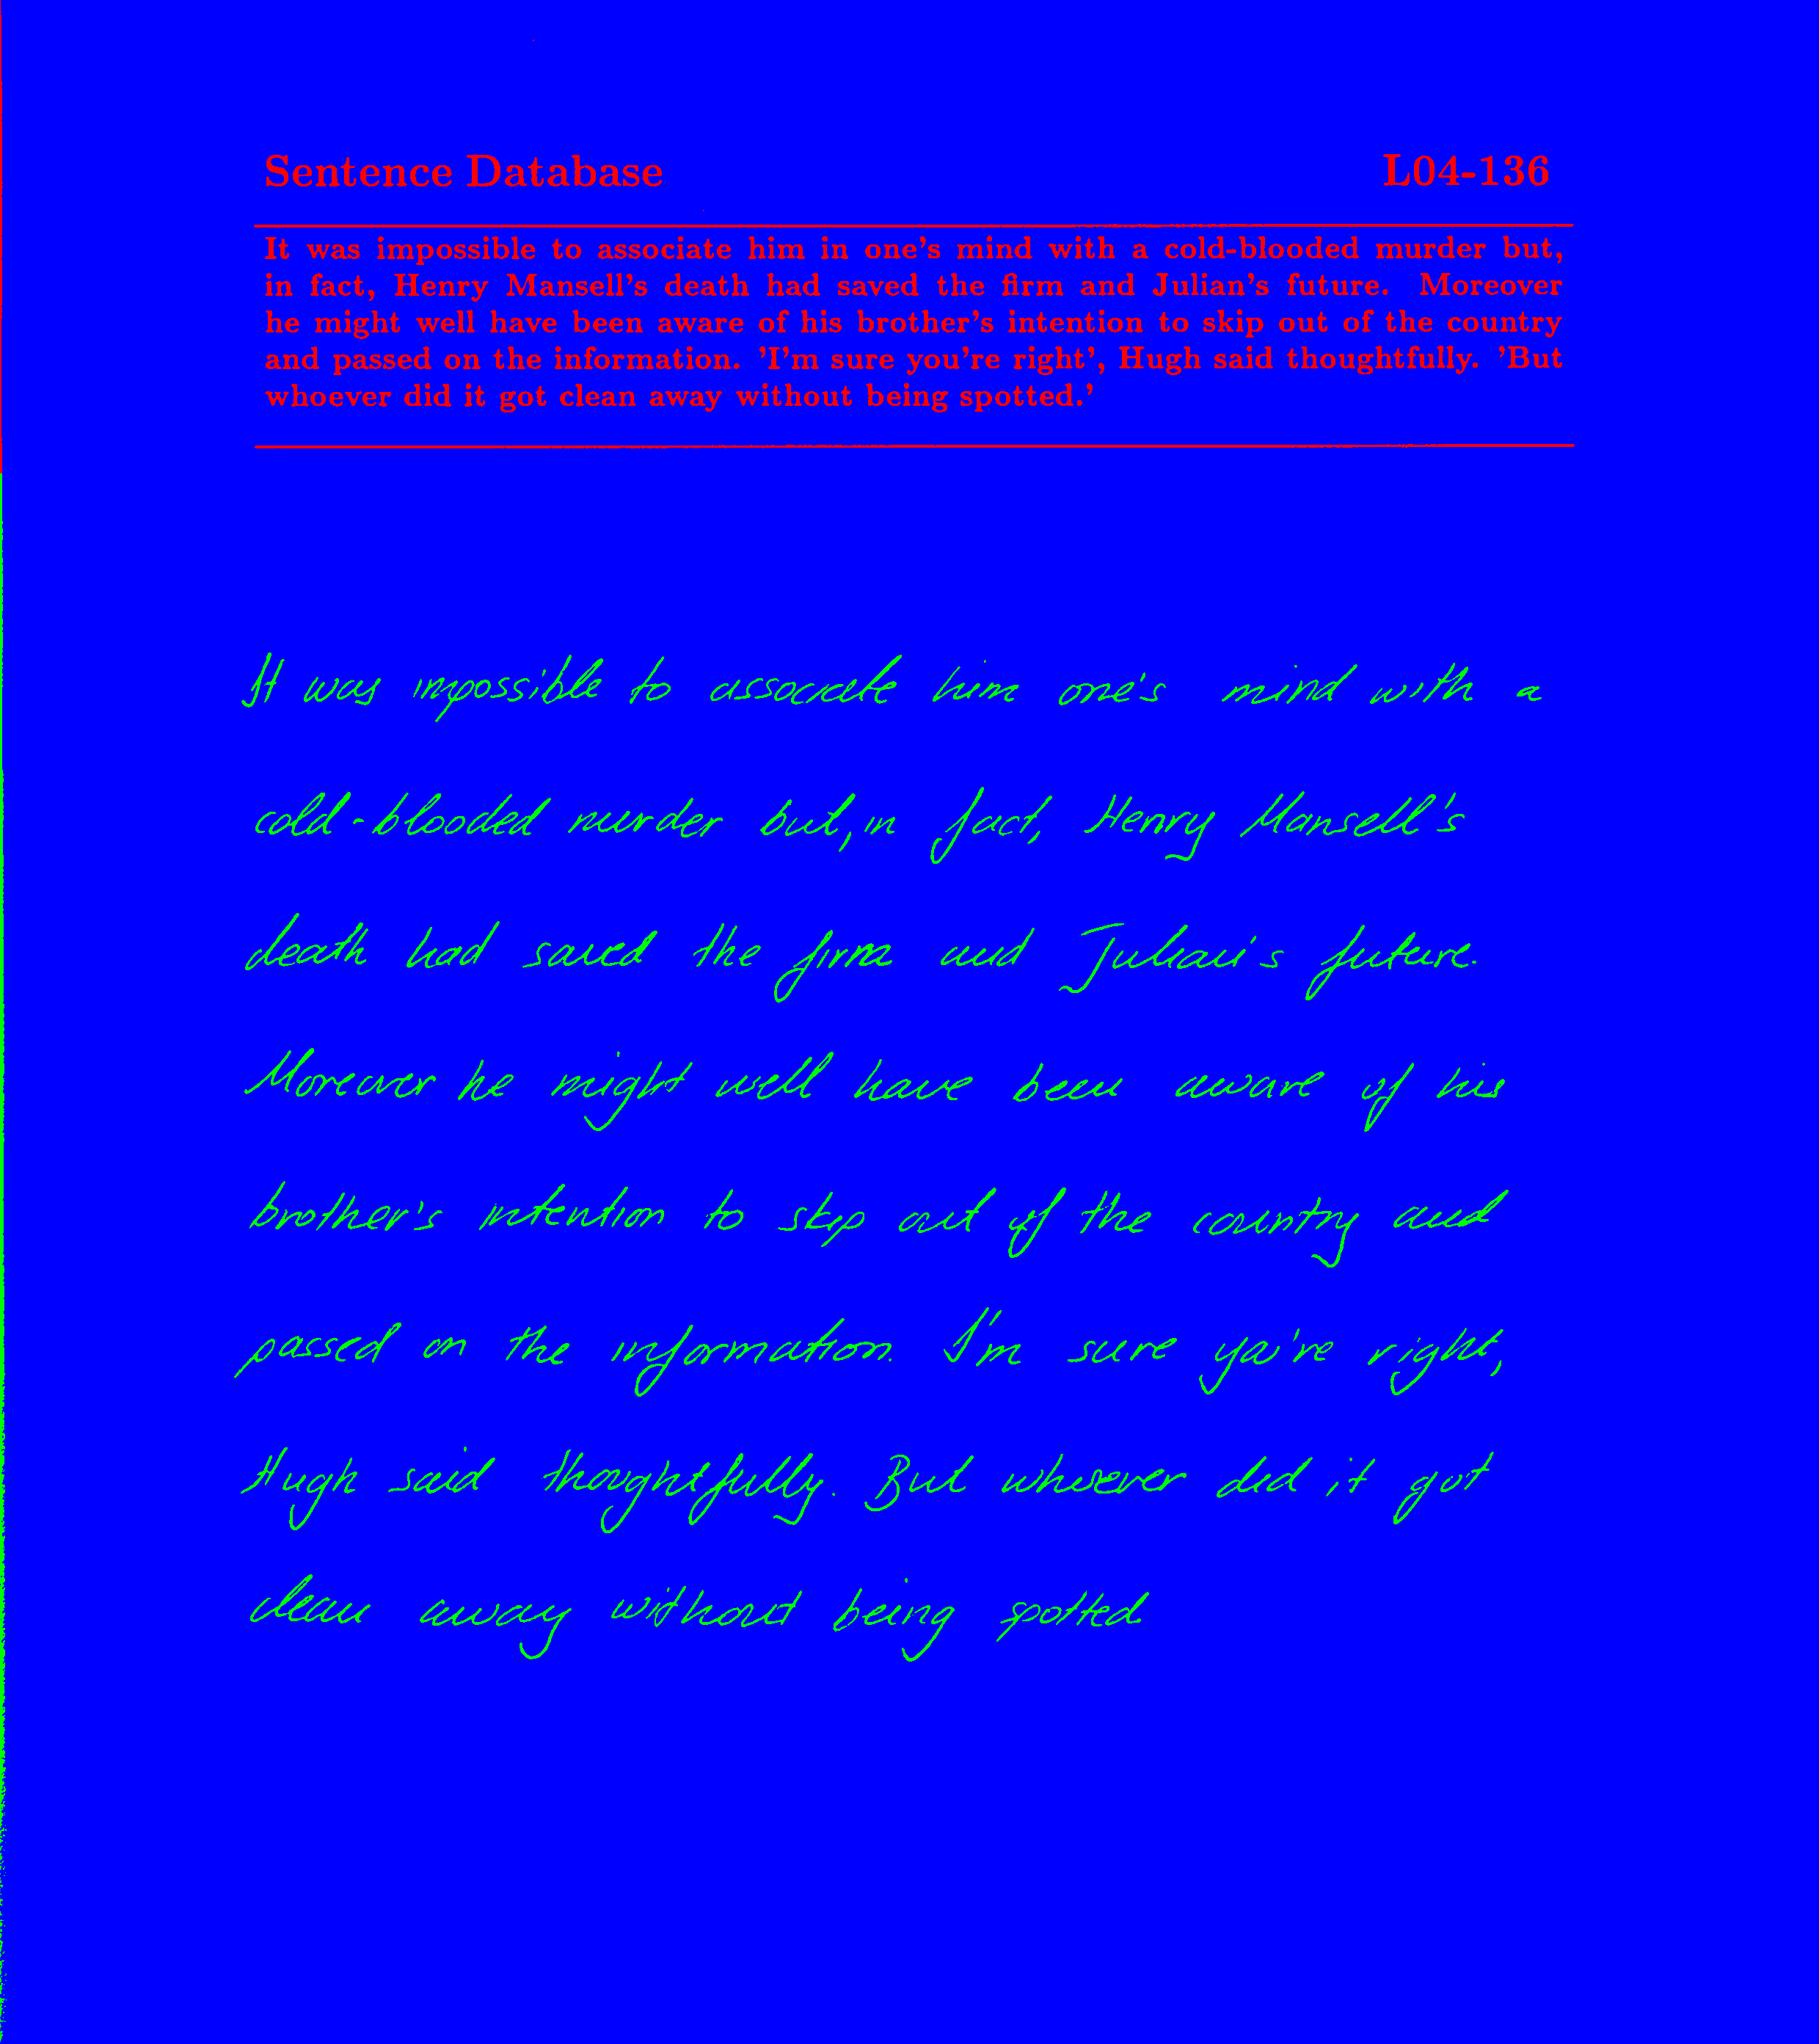 Sentence Database L04-136
It was impossible to associate him in one's mind with a cold-blooded murder but,
in fact, Henry Mansell's death had saved the firm and Julian's future. Moreover
he might well have been aware of his brother's intention to skip out of the country
and passed on the information. 'I'm sure you're right', Hugh said thoughtfully. 'But
whoever did it got clean away without being spotted.'
It was impossible to associate him one's mind with a
cold-blooded murder but, in fact, Henry Mansell's
death had saved the firm and Julian's future.
Moreover he might well have been aware of his
brother's intention to skip out of the country and
passed on the information. I'm sure you're right,
Hugh said thoughtfully. But whoever did it got
clean away without being spotted